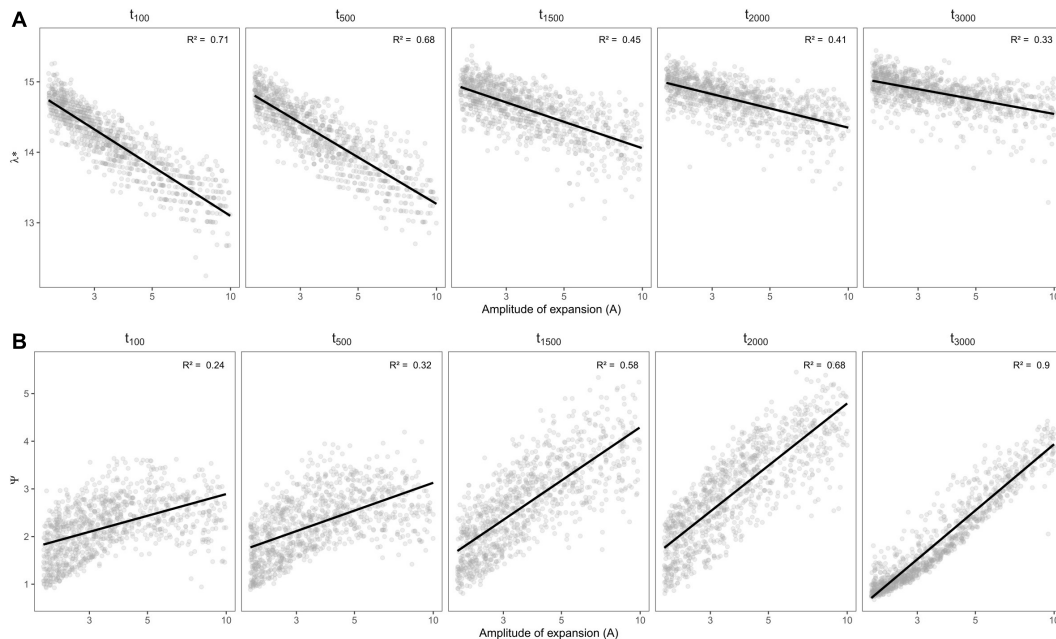 A
t100 t500 t1500 t2000 t3000
R² = 0.71 R² = 0.68 R² = 0.45 R² = 0.41 R² = 0.33
15
14
λ*
13
3 5 10 3 5 10 3 5 10 3 5 10 3 5 10
Amplitude of expansion (A)
B
t100 t500 t1500 t2000 t3000
R² = 0.24 R² = 0.32 R² = 0.58 R² = 0.68 R² = 0.9
5
4
3
Ψ
2
1
3 5 10 3 5 10 3 5 10 3 5 10 3 5 10
Amplitude of expansion (A)